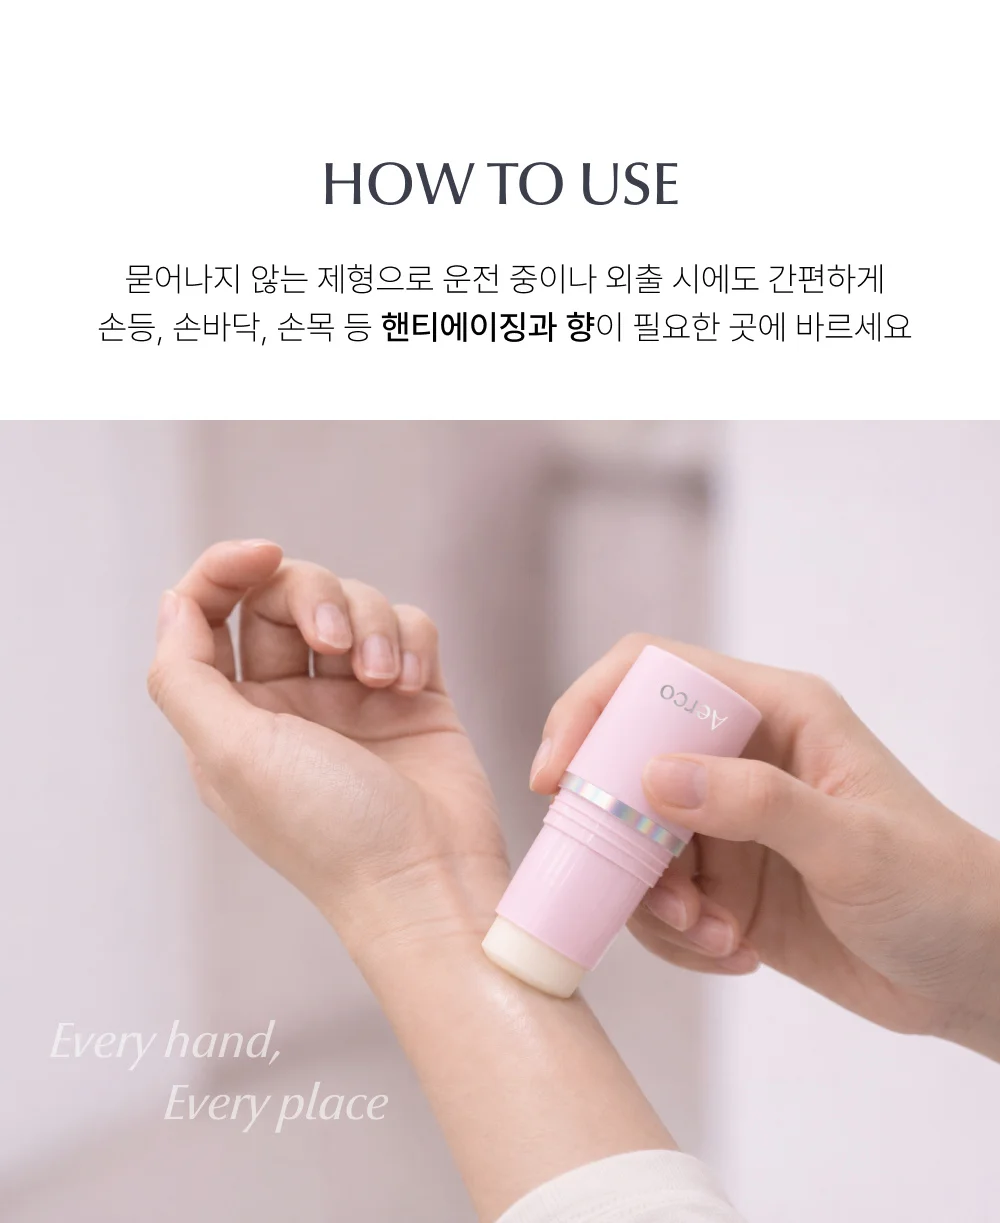 HOW TO USE
묻어나지 않는 제형으로 운전 중이나 외출 시에도 간편하게
손등, 손바닥, 손목 등 핸티에이징과 향이 필요한 곳에 바르세요
Aerco
Every hand,
Every place